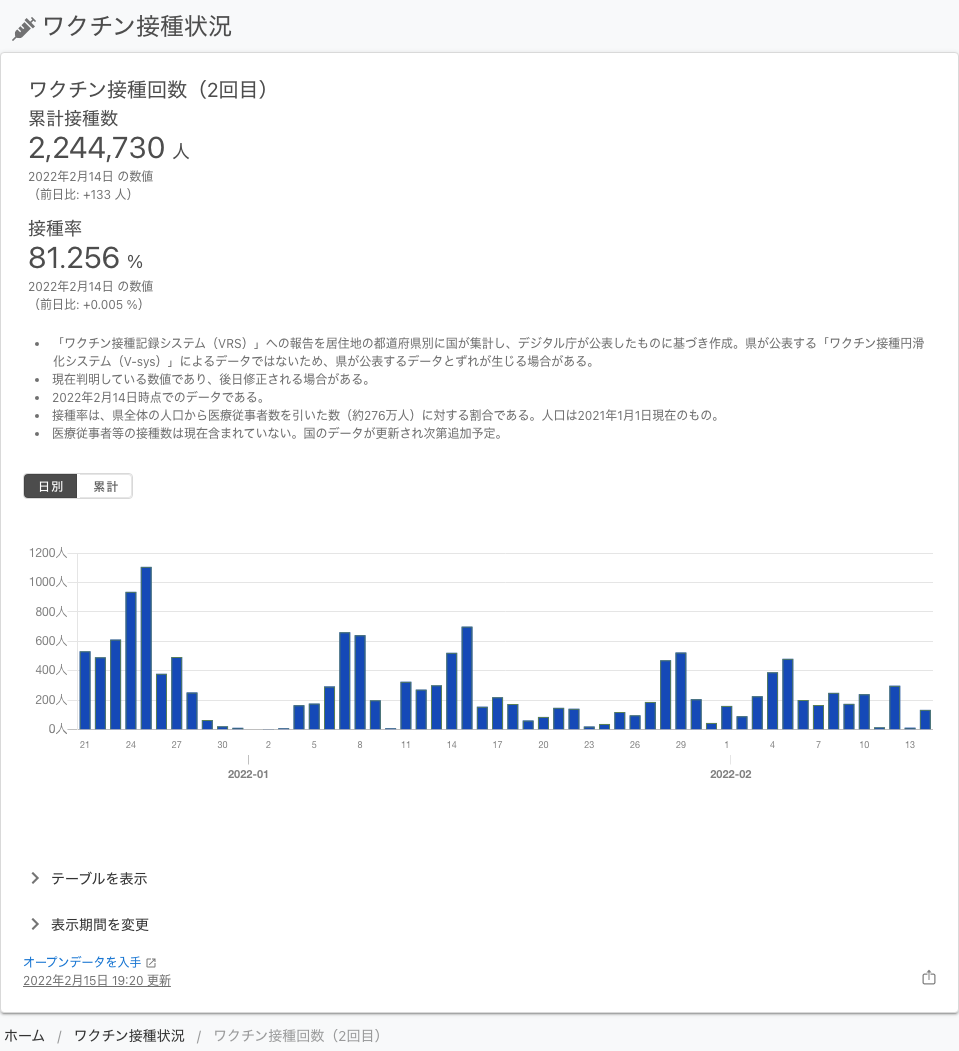 ワクチン接種状況
ワクチン接種回数（2回目）
累計接種数
2,244,730 人
2022年2月14日 の数値
（前日比: +133 人）
接種率
81.256 %
2022年2月14日 の数値
（前日比: +0.005 %）
• 「ワクチン接種記録システム（VRS）」への報告を居住地の都道府県別に国が集計し、デジタル庁が公表したものに基づき作成。県が公表する「ワクチン接種円滑
化システム（V-sys）」によるデータではないため、県が公表するデータとずれが生じる場合がある。
• 現在判明している数値であり、後日修正される場合がある。
• 2022年2月14日時点でのデータである。
• 接種率は、県全体の人口から医療従事者数を引いた数（約276万人）に対する割合である。人口は2021年1月1日現在のもの。
• 医療従事者等の接種数は現在含まれていない。国のデータが更新され次第追加予定。
日別 累計
1200人
1000人
800人
600人
400人
200人
0人
21 24 27 30 2 5 8 11 14 17 20 23 26 29 1 4 7 10 13
2022-01 2022-02
テーブルを表示
表示期間を変更
オープンデータを入手
2022年2月15日 19:20 更新
ホーム / ワクチン接種状況 / ワクチン接種回数（2回目）